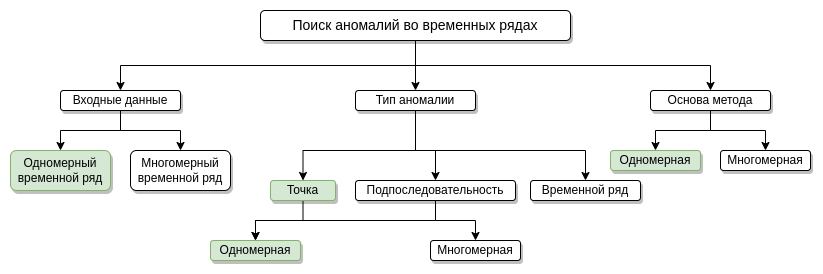 Поиск аномалий во временных рядах
Входные данные
Тип аномалии
Основа метода
Одномерный
временной ряд
Многомерный
временной ряд
Одномерная
Многомерная
Точка
Подпоследовательность
Временной ряд
Одномерная
Многомерная